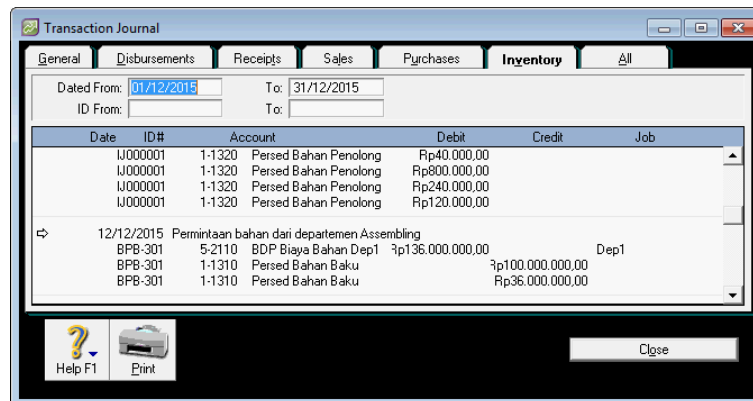 Transaction Journal
General Disbursements Receipts Sales Purchases Inventory All
Dated From: 01/12/2015 To: 31/12/2015
ID From: To:
Date ID# Account Debit Credit Job
IJ000001 1-1320 Persed Bahan Penolong Rp40.000,00
IJ000001 1-1320 Persed Bahan Penolong Rp800.000,00
IJ000001 1-1320 Persed Bahan Penolong Rp240.000,00
IJ000001 1-1320 Persed Bahan Penolong Rp120.000,00
12/12/2015 Permintaan bahan dari departemen Assembling
BPB-301 5-2110 BDP Biaya Bahan Dep1 Rp136.000.000,00 Dep1
BPB-301 1-1310 Persed Bahan Baku Rp100.000.000,00
BPB-301 1-1310 Persed Bahan Baku Rp36.000.000,00
Help F1 Print Close